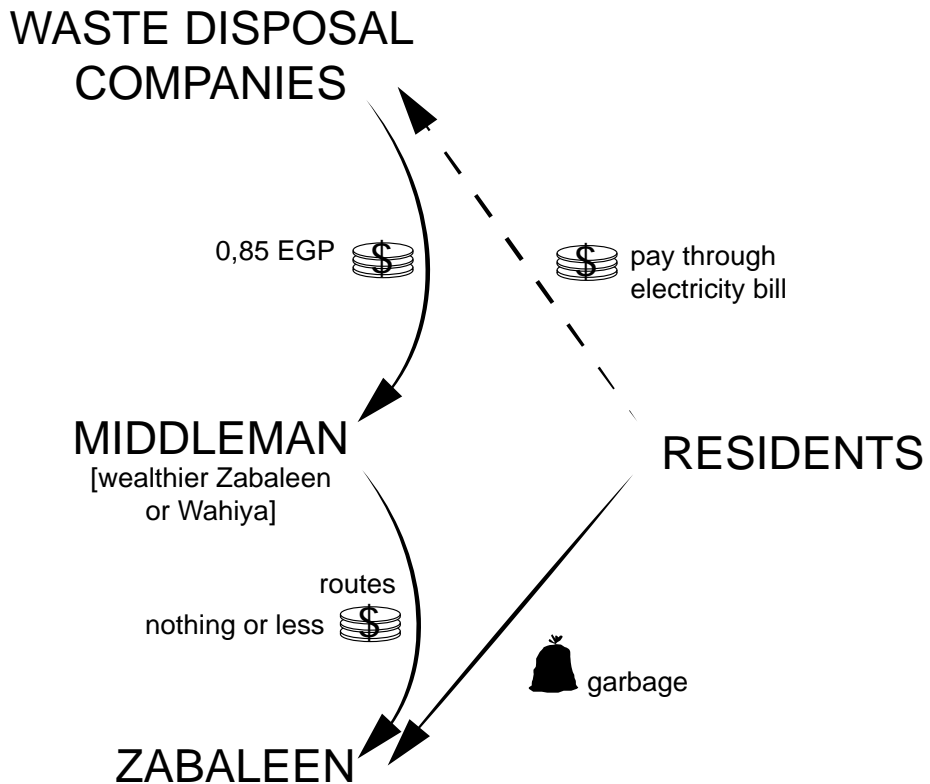 WASTE DISPOSAL
COMPANIES
0,85 EGP $
$ pay through
electricity bill
MIDDLEMAN
[wealthier Zabaleen
or Wahiya]
RESIDENTS
routes
nothing or less $
garbage
ZABALEEN